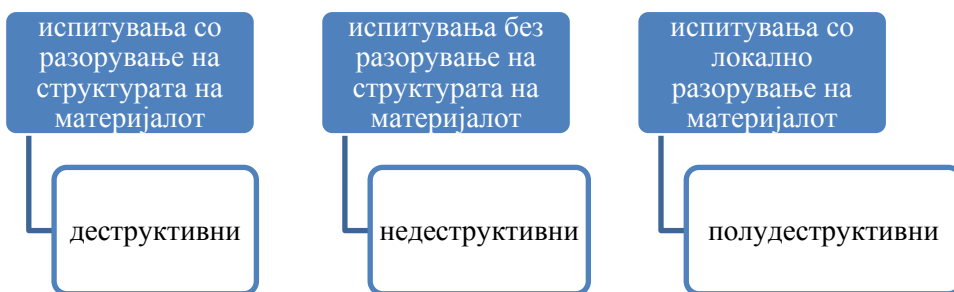 испитувања со
разорување на
структурата на
материјалот
деструктивни
испитувања без
разорување на
структурата на
материјалот
недеструктивни
испитувања со
локално
разорување на
материјалот
полудеструктивни